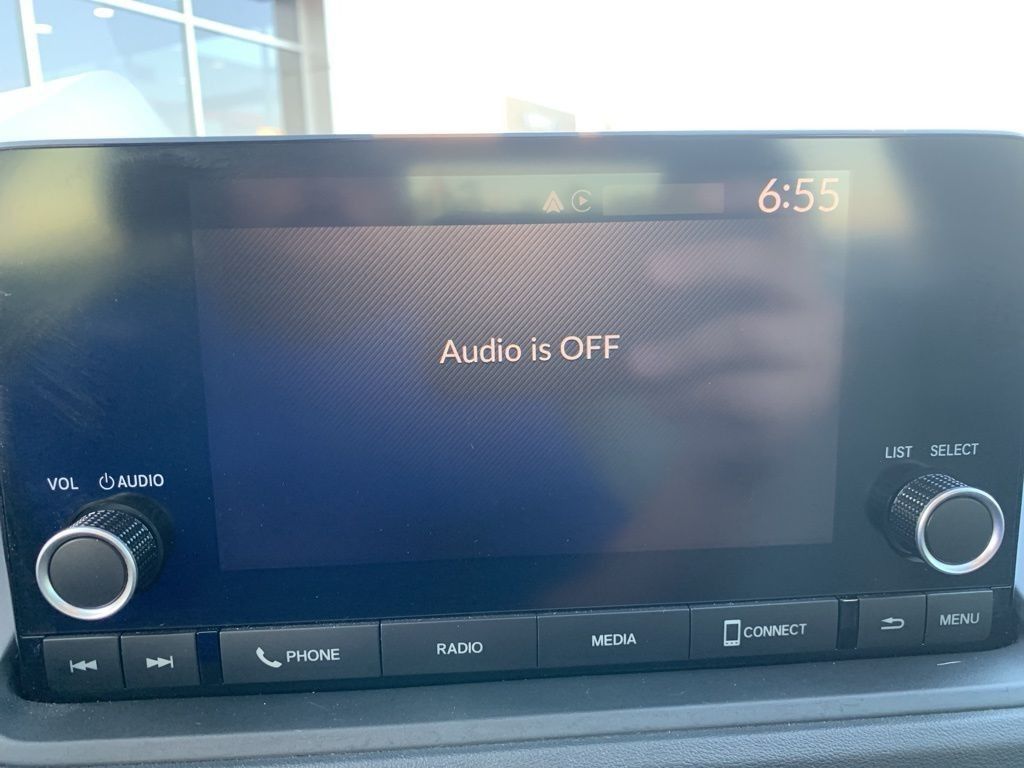 6:55
Audio is OFF
VOL AUDIO
LIST SELECT
PHONE RADIO MEDIA CONNECT MENU